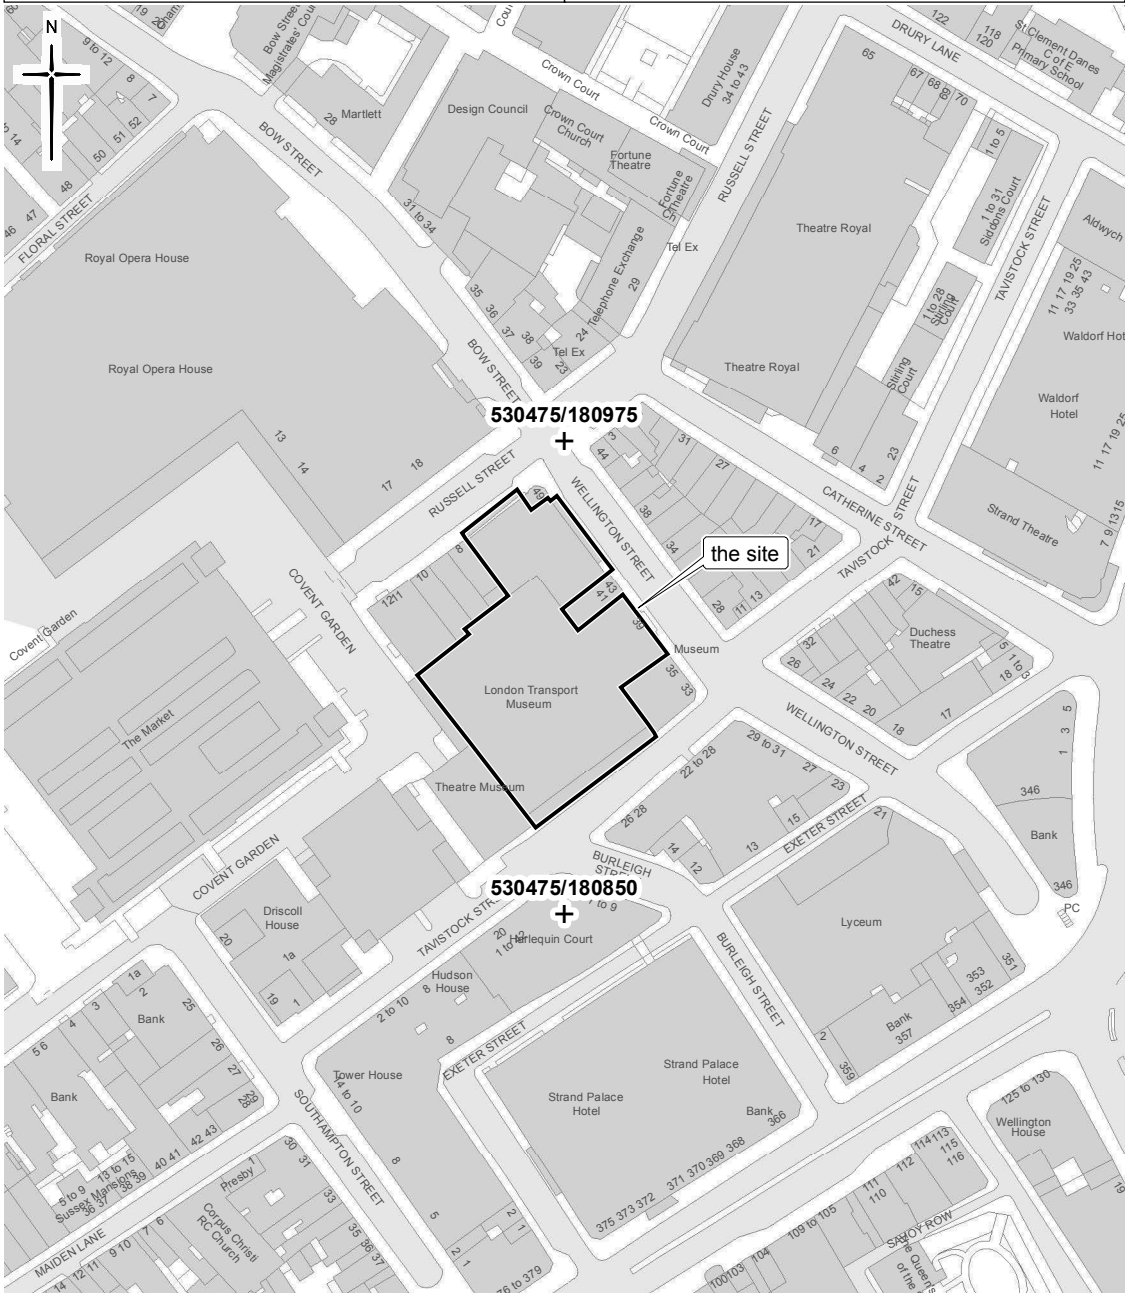 N
19
9 to 12
8
7
52
51
50
48
47
46
14
FLORAL STREET
Bow Street
Magistrates' Cou
28
Martlett
BOW STREET
Design Council
Crown Court
Crown Court
Church
Crown Court
Fortune
Theatre
Fortune
Theatre
Drury House
34 to 43
RUSSELL STREET
65
DRURY LANE
122
118
120
St Clement Danes
C of E
Primary School
67
68
69
70
1 to 5
1 to 31
Siddons Court
TAVISTOCK STREET
Aldwych
11 17 19 25
33 35 43
Waldorf Hot
Waldorf
Hotel
11 17 19 25
Royal Opera House
Royal Opera House
31 to 34
35
36
37
38
39
BOW STREET
Telephone Exchange
29
Tel Ex
24
Tel Ex
23
Theatre Royal
Theatre Royal
1 to 28
Stirling
Court
Stirling
Court
6
4
2
23
530475/180975
3
44
31
27
38
34
17
21
28
11
13
CATHERINE STREET
TAVISTOCK STREET
Strand Theatre
7 9 13 15
13
14
17
18
RUSSELL STREET
WELLINGTON STREET
the site
49
8
10
1211
43
41
39
Museum
35
33
London Transport
Museum
COVENT GARDEN
Covent Garden
The Market
Theatre Museum
COVENT GARDEN
42
15
32
26
24
22
20
18
17
Duchess
Theatre
5
1 to 3
18
WELLINGTON STREET
22 to 28
29 to 31
27
23
26 28
14
12
13
15
EXETER STREET
21
5
3
1
346
Bank
346
PC
BURLEIGH
STREET
530475/180850
1 to 9
TAVISTOCK STREET
20
Harlequin Court
Hudson
House
8
2 to 10
8
EXETER STREET
BURLEIGH STREET
Lyceum
351
353
352
354
Bank
357
2
359
Driscoll
House
20
1a
19
1
1a
2
3
4
5 6
Bank
25
26
27
Bank
42 43
40 41
13 to 15
38 39
5 to 9
Sussex Mansions
36 37
MAIDEN LANE
SOUTHAMPTON STREET
Tower House
14 to 10
8
5
2
1
2
1
Strand Palace
Hotel
Strand Palace
Hotel
Bank
366
371 370 369 368
375 373 372
76 to 379
30
31
33
35
36
37
Presby
1
Corpus Christi
RC Church
6
7
9 10
12 11
14
125 to 130
Wellington
House
114 113
115
116
112
111
110
109 to 105
104
100103
SAVOY ROW
19